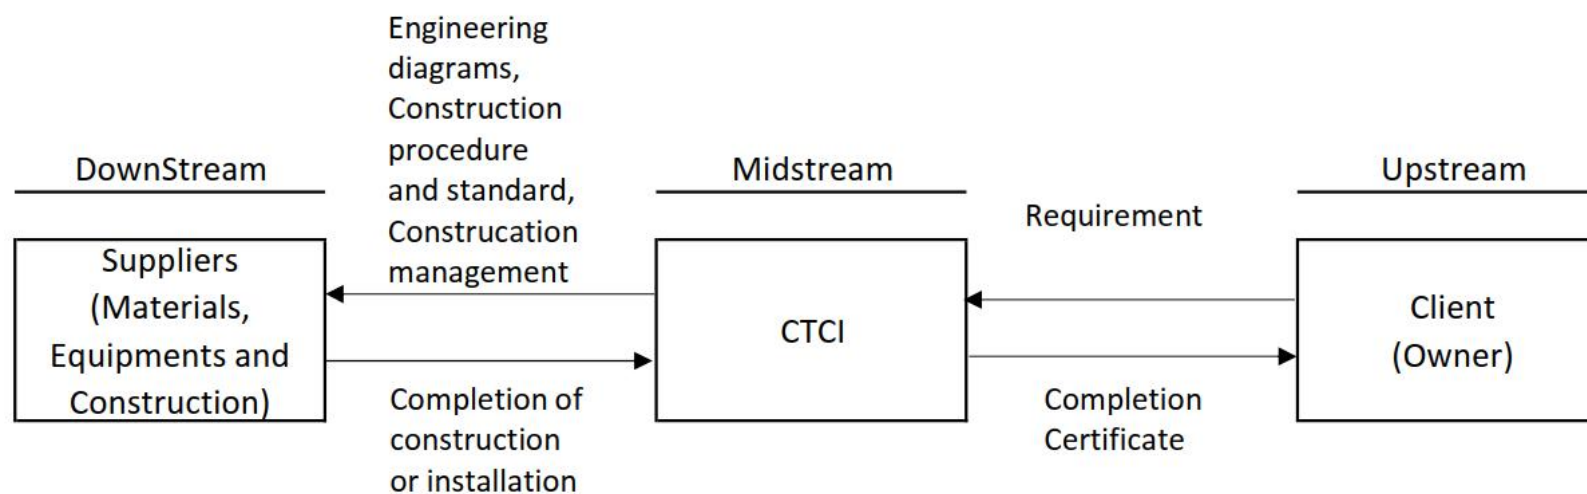 Engineering
diagrams,
Construction
procedure
and standard,
Construcation
management
DownStream
Midstream
Upstream
Requirement
Suppliers
(Materials,
Equipments and
Construction)
CTCI
Client
(Owner)
Completion of
construction
or installation
Completion
Certificate